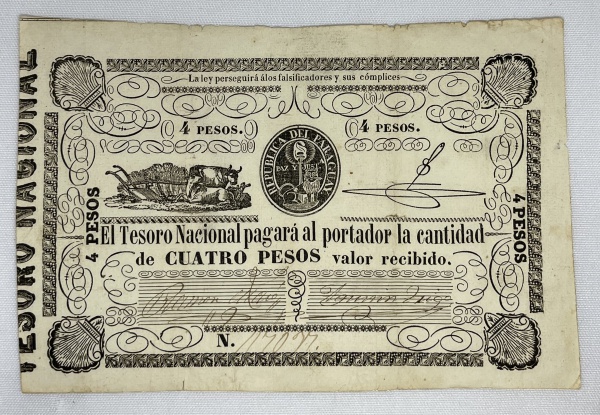 La ley perseguirá álos falsificadores y sus cómplices
4 PESOS.
4 PESOS.
REPUBLICA DEL PARAGUAY
TESORO NACIONAL
4 PESOS
4 PESOS
El Tesoro Nacional pagará al portador la cantidad
de CUATRO PESOS valor recibido.
N.